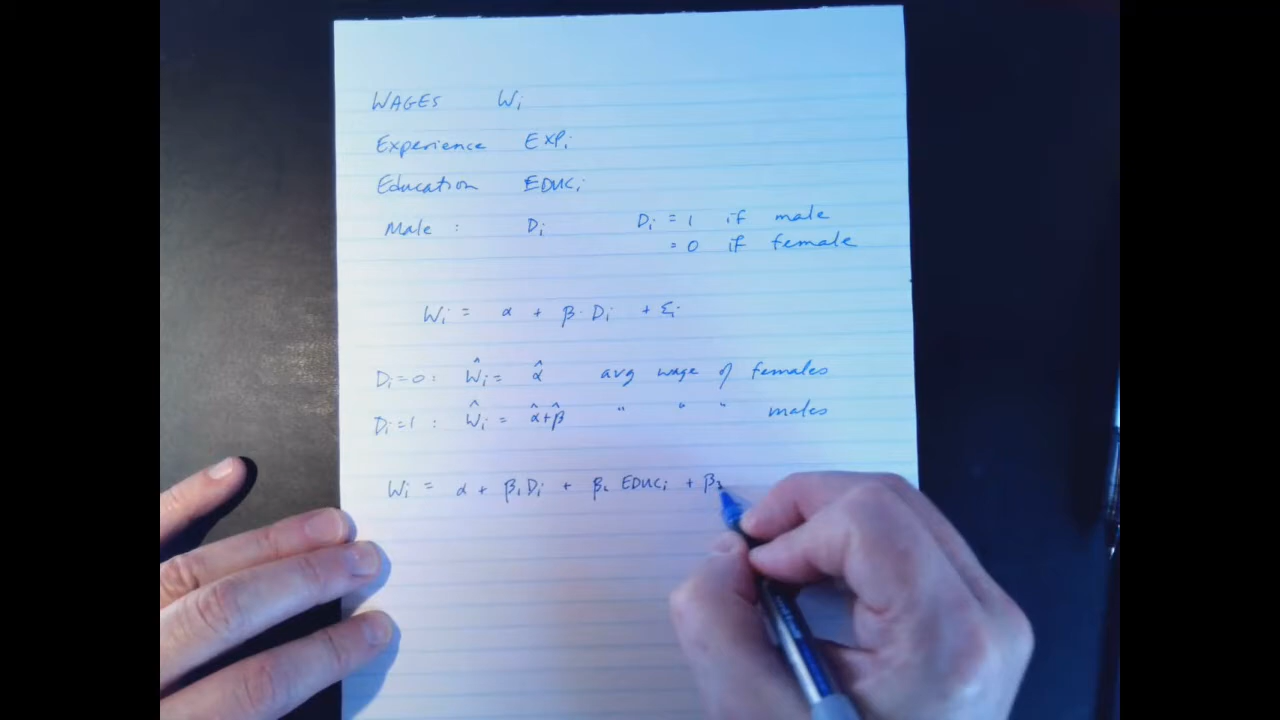 WAGES Wi
Experience EXPi
Education EDUCi
Male : Di Di = 1 if male
= 0 if female
Wi = α + β · Di + Ɛi
Di=0 : Ŵi = α̂ avg wage of females
Di=1 : Ŵi = α̂+β̂ " " " males
Wi = α + β₁Di + β₂ EDUCi + β₃